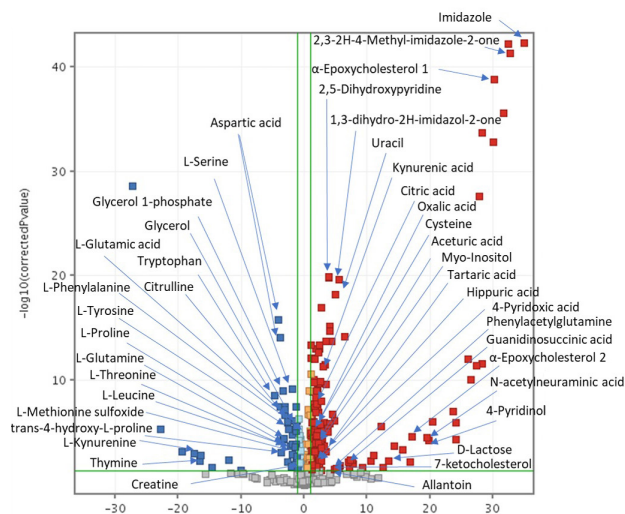 Imidazole
2,3-2H-4-Methyl-imidazole-2-one
α-Epoxycholesterol 1
2,5-Dihydroxypyridine
Aspartic acid
1,3-dihydro-2H-imidazol-2-one
Uracil
L-Serine
Kynurenic acid
Citric acid
Glycerol 1-phosphate
Oxalic acid
Glycerol
Cysteine
L-Glutamic acid
Aceturic acid
Tryptophan
Myo-Inositol
Tartaric acid
L-Phenylalanine
Citrulline
Hippuric acid
4-Pyridoxic acid
L-Tyrosine
Phenylacetylglutamine
L-Proline
Guanidinosuccinic acid
L-Glutamine
α-Epoxycholesterol 2
L-Threonine
N-acetylneuraminic acid
L-Leucine
L-Methionine sulfoxide
4-Pyridinol
trans-4-hydroxy-L-proline
L-Kynurenine
D-Lactose
Thymine
7-ketocholesterol
Creatine
Allantoin
−log10(correctedPvalue)
40
30
20
10
−30
−20
−10
0
10
20
30